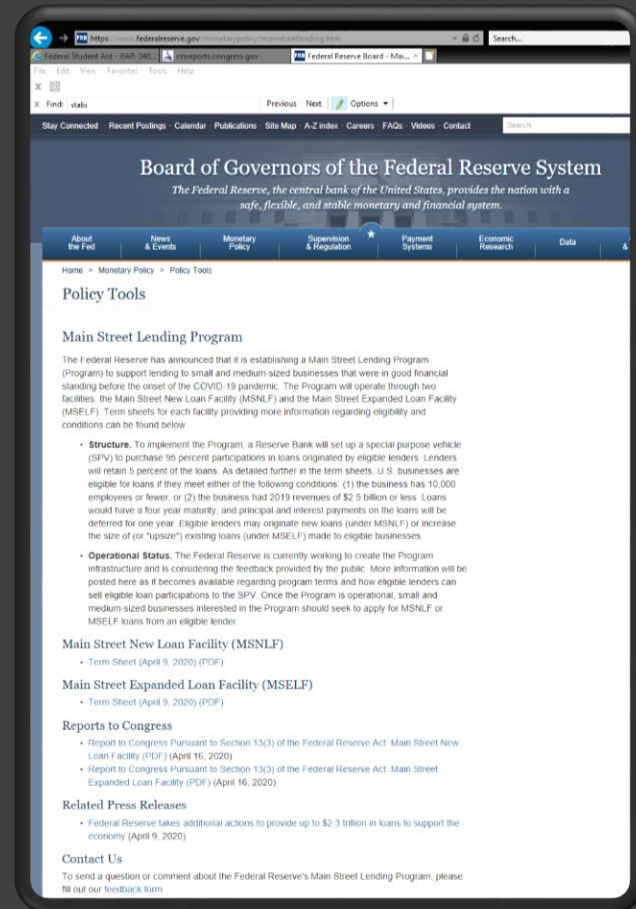 https://www.federalreserve.gov/monetarypolicy/mainstreetlending.htm
Search...
Federal Student Aid - IFAP: 040...
crsreports.congress.gov
Federal Reserve Board - Mai...
File Edit View Favorites Tools Help
X
X Find: stabi Previous Next Options
Stay Connected Recent Postings Calendar Publications Site Map A-Z index Careers FAQs Videos Contact Search
Board of Governors of the Federal Reserve System
The Federal Reserve, the central bank of the United States, provides the nation with a
safe, flexible, and stable monetary and financial system.
About the Fed
News & Events
Monetary Policy
Supervision & Regulation
Payment Systems
Economic Research
Data
&
Home > Monetary Policy > Policy Tools
Policy Tools
Main Street Lending Program
The Federal Reserve has announced that it is establishing a Main Street Lending Program
(Program) to support lending to small and medium-sized businesses that were in good financial
standing before the onset of the COVID-19 pandemic. The Program will operate through two
facilities: the Main Street New Loan Facility (MSNLF) and the Main Street Expanded Loan Facility
(MSELF). Term sheets for each facility providing more information regarding eligibility and
conditions can be found below
• Structure. To implement the Program, a Reserve Bank will set up a special purpose vehicle
(SPV) to purchase 95 percent participations in loans originated by eligible lenders. Lenders
will retain 5 percent of the loans. As detailed further in the term sheets, U.S. businesses are
eligible for loans if they meet either of the following conditions: (1) the business has 10,000
employees or fewer; or (2) the business had 2019 revenues of $2.5 billion or less. Loans
would have a four year maturity, and principal and interest payments on the loans will be
deferred for one year. Eligible lenders may originate new loans (under MSNLF) or increase
the size of (or "upsize") existing loans (under MSELF) made to eligible businesses.
• Operational Status. The Federal Reserve is currently working to create the Program
infrastructure and is considering the feedback provided by the public. More information will be
posted here as it becomes available regarding program terms and how eligible lenders can
sell eligible loan participations to the SPV. Once the Program is operational, small and
medium-sized businesses interested in the Program should seek to apply for MSNLF or
MSELF loans from an eligible lender
Main Street New Loan Facility (MSNLF)
• Term Sheet (April 9, 2020) (PDF)
Main Street Expanded Loan Facility (MSELF)
• Term Sheet (April 9, 2020) (PDF)
Reports to Congress
• Report to Congress Pursuant to Section 13(3) of the Federal Reserve Act: Main Street New
Loan Facility (PDF) (April 16, 2020)
• Report to Congress Pursuant to Section 13(3) of the Federal Reserve Act: Main Street
Expanded Loan Facility (PDF) (April 16, 2020)
Related Press Releases
• Federal Reserve takes additional actions to provide up to $2.3 trillion in loans to support the
economy (April 9, 2020)
Contact Us
To send a question or comment about the Federal Reserve's Main Street Lending Program, please
fill out our feedback form.